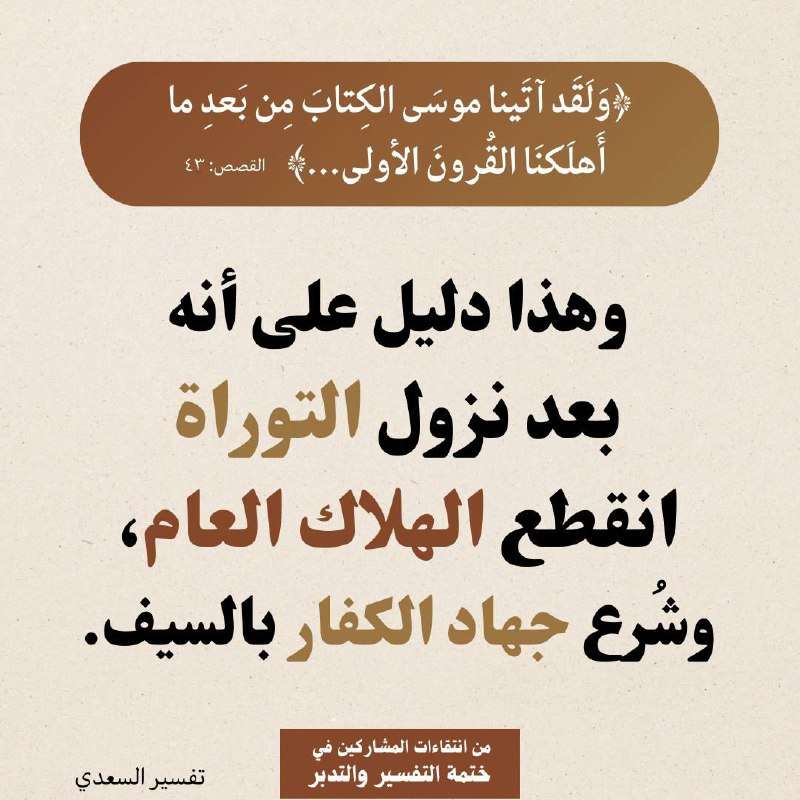 ﴿وَلَقَد آتَينا موسَى الكِتابَ مِن بَعدِ ما
أَهلَكنَا القُرونَ الأولى...﴾ القصص: ٤٣
وهذا دليل على أنه
بعد نزول التوراة
انقطع الهلاك العام،
وشُرع جهاد الكفار بالسيف.
من انتقاءات المشاركين في
ختمة التفسير والتدبر
تفسير السعدي